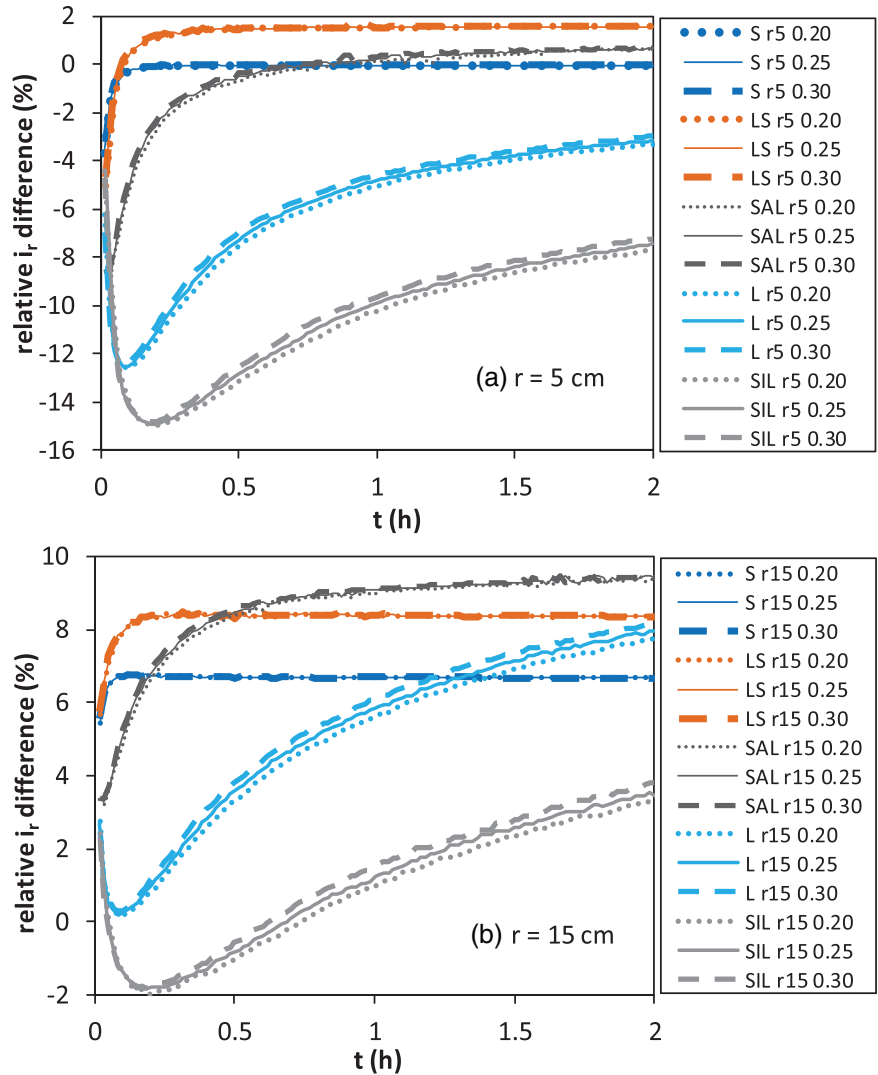 2
0
-2
-4
-6
-8
-10
-12
-14
-16
relative ir difference (%)
0
0.5
1
1.5
2
t (h)
(a) r = 5 cm
S r5 0.20
S r5 0.25
S r5 0.30
LS r5 0.20
LS r5 0.25
LS r5 0.30
SAL r5 0.20
SAL r5 0.25
SAL r5 0.30
L r5 0.20
L r5 0.25
L r5 0.30
SIL r5 0.20
SIL r5 0.25
SIL r5 0.30
10
8
6
4
2
0
-2
relative ir difference (%)
0
0.5
1
1.5
2
t (h)
(b) r = 15 cm
S r15 0.20
S r15 0.25
S r15 0.30
LS r15 0.20
LS r15 0.25
LS r15 0.30
SAL r15 0.20
SAL r15 0.25
SAL r15 0.30
L r15 0.20
L r15 0.25
L r15 0.30
SIL r15 0.20
SIL r15 0.25
SIL r15 0.30